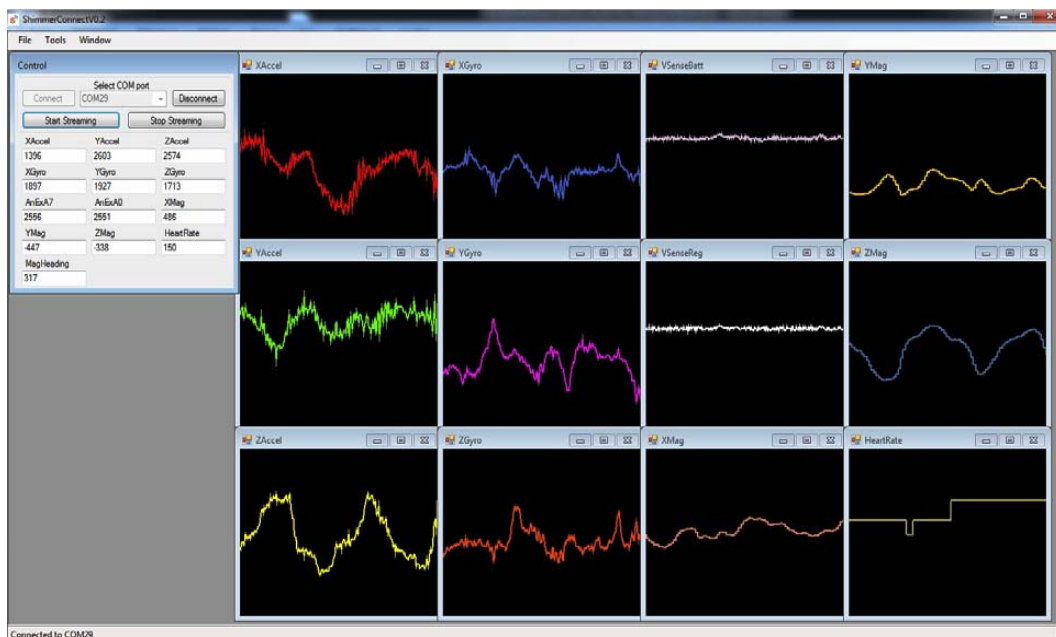 ShimmerConnectV0.2
File Tools Window
Control
Select COM port
Connect COM29 Disconnect
Start Streaming Stop Streaming
XAccel YAccel ZAccel
1396 2603 2574
XGyro YGyro ZGyro
1897 1927 1713
AnExA7 AnExA0 XMag
2556 2551 486
YMag ZMag HeartRate
-447 -338 150
MagHeading
317
XAccel XGyro VSenseBatt YMag
YAccel YGyro VSenseReg ZMag
ZAccel ZGyro XMag HeartRate
Connected to COM29